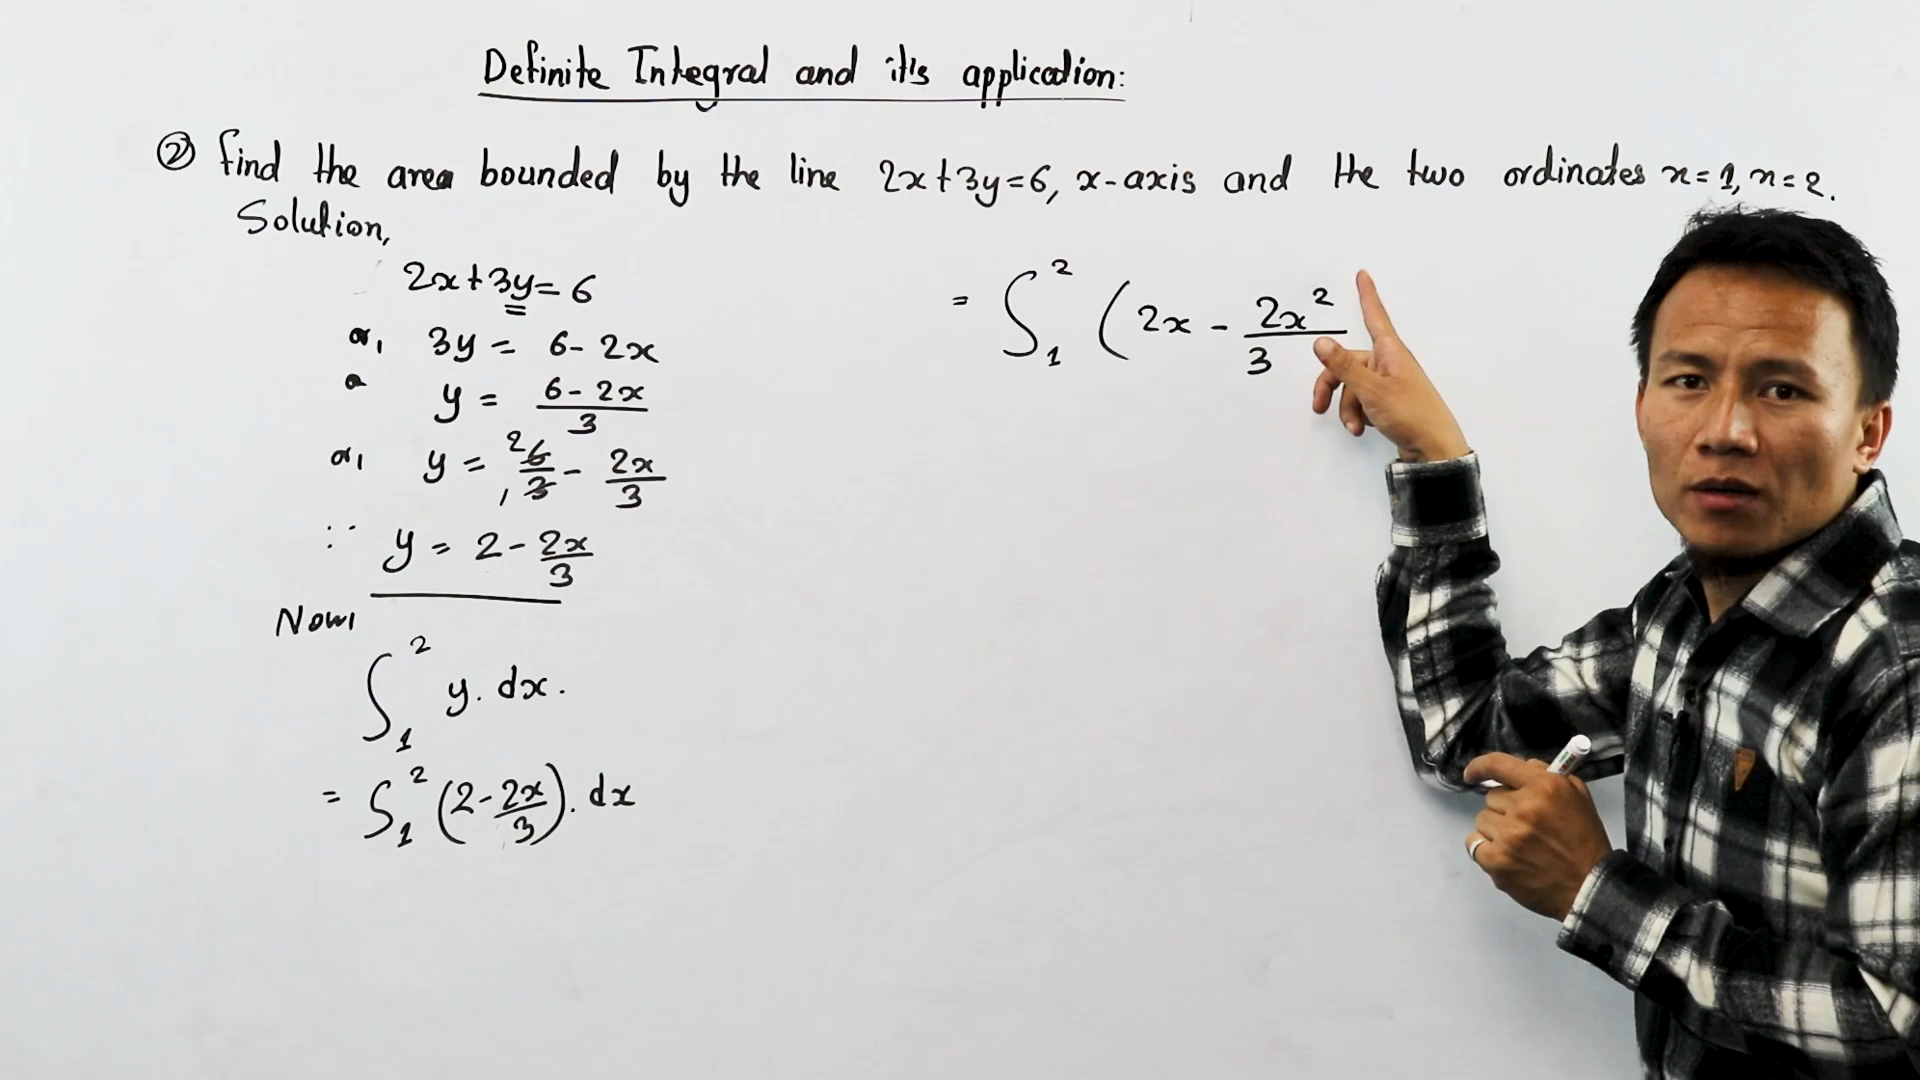 Definite Integral and it's application:
② find the area bounded by the line 2x+3y=6, x-axis and the two ordinates x=1, x=2.
Solution,
2x+3y=6
or, 3y = 6-2x
or y = (6-2x)/3
or, y = 6/3 - 2x/3
2
1
∴ y = 2 - 2x/3
Now,
∫₁² y. dx.
= ∫₁² (2 - 2x/3). dx
= ∫₁² (2x - 2x²/3